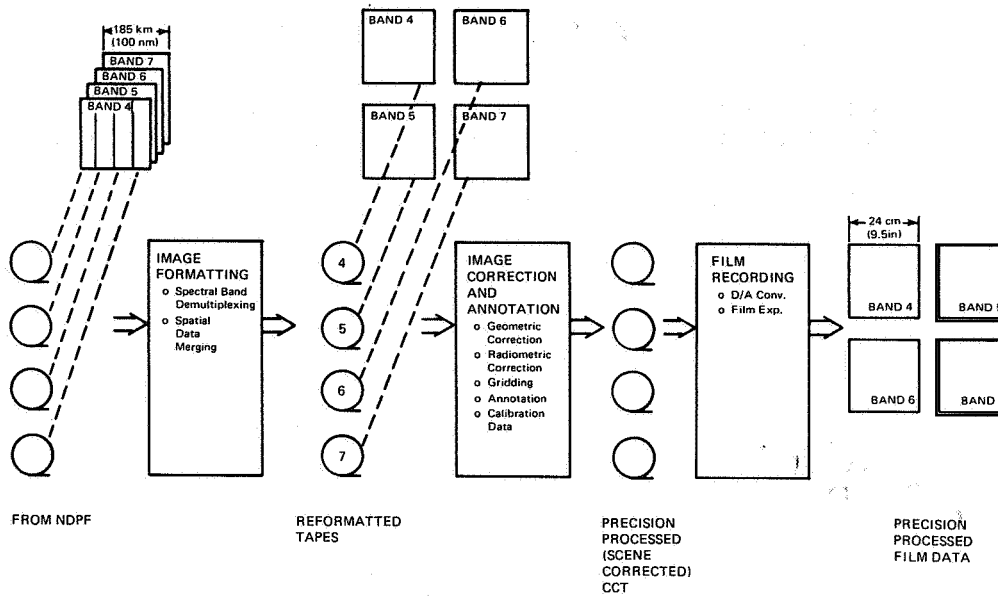 185 km
(100 nm)
BAND 7
BAND 6
BAND 5
BAND 4
BAND 4
BAND 6
BAND 5
BAND 7
IMAGE
FORMATTING
o Spectral Band
Demultiplexing
o Spatial
Data
Merging
4
5
6
7
IMAGE
CORRECTION
AND
ANNOTATION
o Geometric
Correction
o Radiometric
Correction
o Gridding
o Annotation
o Calibration
Data
FILM
RECORDING
o D/A Conv.
o Film Exp.
24 cm
(9.5in)
BAND 4
BAND
BAND 6
BAND
FROM NDPF
REFORMATTED
TAPES
PRECISION
PROCESSED
(SCENE
CORRECTED)
CCT
PRECISION
PROCESSED
FILM DATA